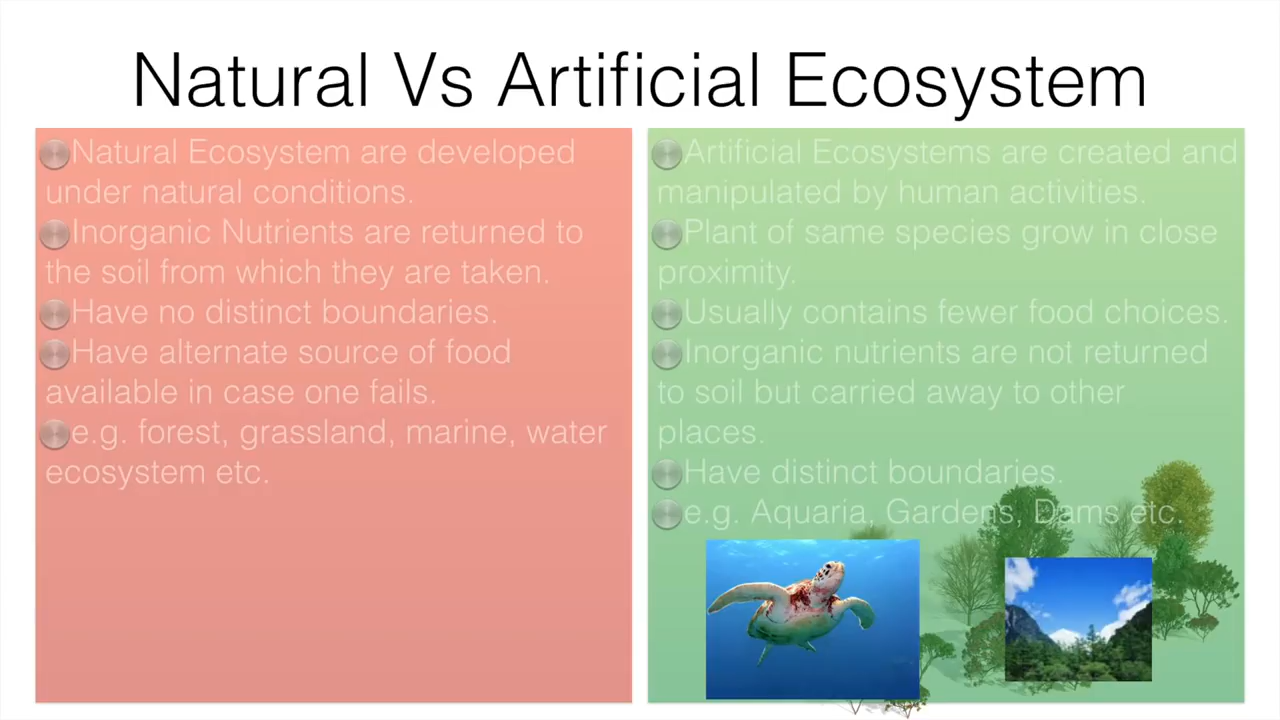 Natural Vs Artificial Ecosystem
Natural Ecosystem are developed
under natural conditions.
Inorganic Nutrients are returned to
the soil from which they are taken.
Have no distinct boundaries.
Have alternate source of food
available in case one fails.
e.g. forest, grassland, marine, water
ecosystem etc.
Artificial Ecosystems are created and
manipulated by human activities.
Plant of same species grow in close
proximity.
Usually contains fewer food choices.
Inorganic nutrients are not returned
to soil but carried away to other
places.
Have distinct boundaries.
e.g. Aquaria, Gardens, Dams etc.